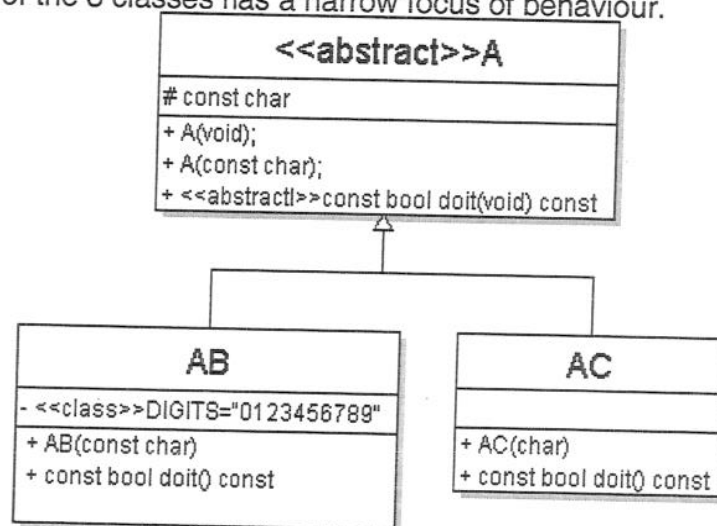 of the 3 classes has a narrow focus of behaviour.
<<abstract>>A
# const char
+ A(void);
+ A(const char);
+ <<abstractl>>const bool doit(void) const
AB
- <<class>>DIGITS="0123456789"
+ AB(const char)
+ const bool doit() const
AC
+ AC(char)
+ const bool doit() const